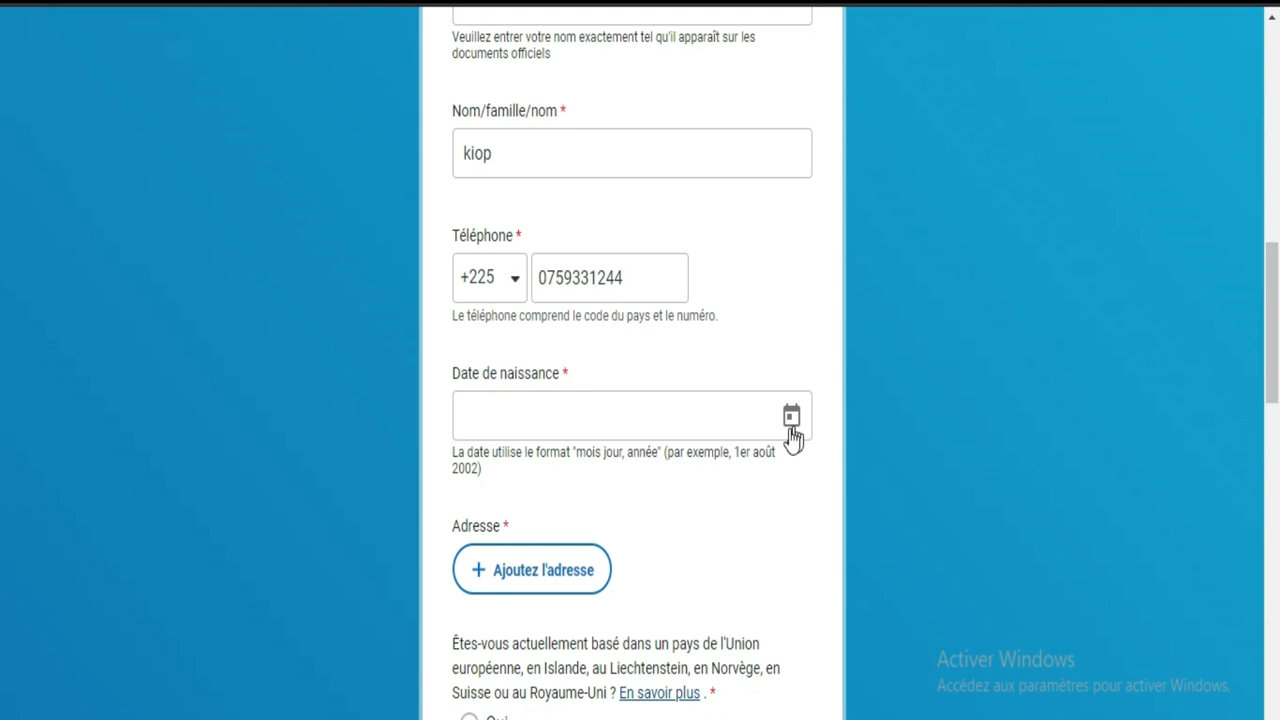 Veuillez entrer votre nom exactement tel qu'il apparaît sur les
documents officiels
Nom/famille/nom *
kiop
Téléphone *
+225
0759331244
Le téléphone comprend le code du pays et le numéro.
Date de naissance *
La date utilise le format "mois jour, année" (par exemple, 1er août
2002)
Adresse *
+ Ajoutez l'adresse
Êtes-vous actuellement basé dans un pays de l'Union
européenne, en Islande, au Liechtenstein, en Norvège, en
Suisse ou au Royaume-Uni ? En savoir plus . *
Oui
Activer Windows
Accédez aux paramètres pour activer Windows.